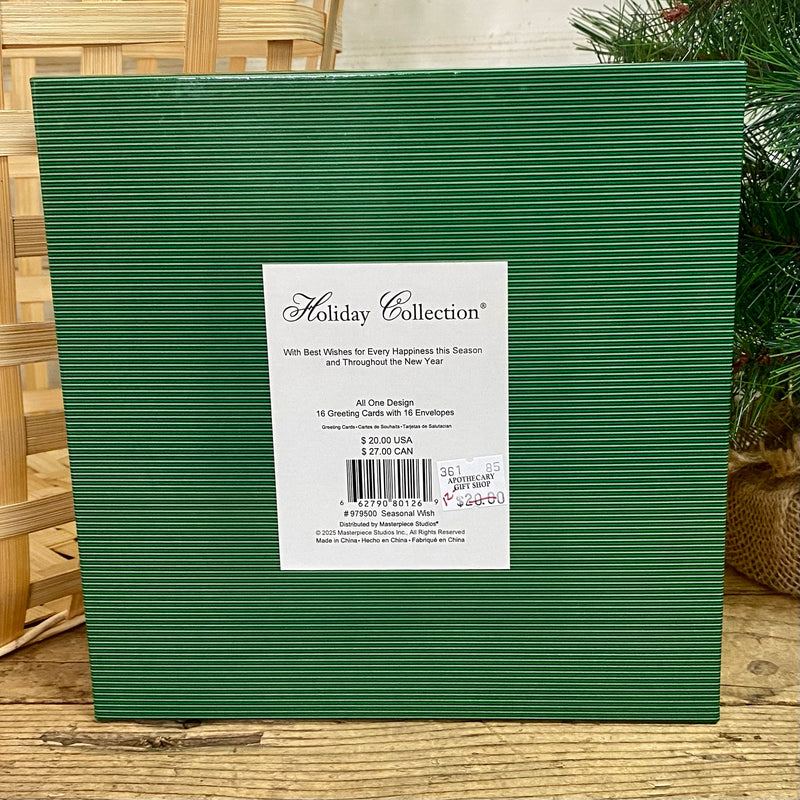 Holiday Collection®
With Best Wishes for Every Happiness this Season
and Throughout the New Year
All One Design
16 Greeting Cards with 16 Envelopes
Greeting Cards • Cartes de Souhaits • Tarjetas de Salutacian
$ 20.00 USA
$ 27.00 CAN
6 62790 80126 9
# 979500 Seasonal Wish
Distributed by Masterpiece Studios®
© 2025 Masterpiece Studios Inc., All Rights Reserved
Made in China • Hecho en China • Fabriqué en China
361 85
APOTHECARY
GIFT SHOP
12 $20.00